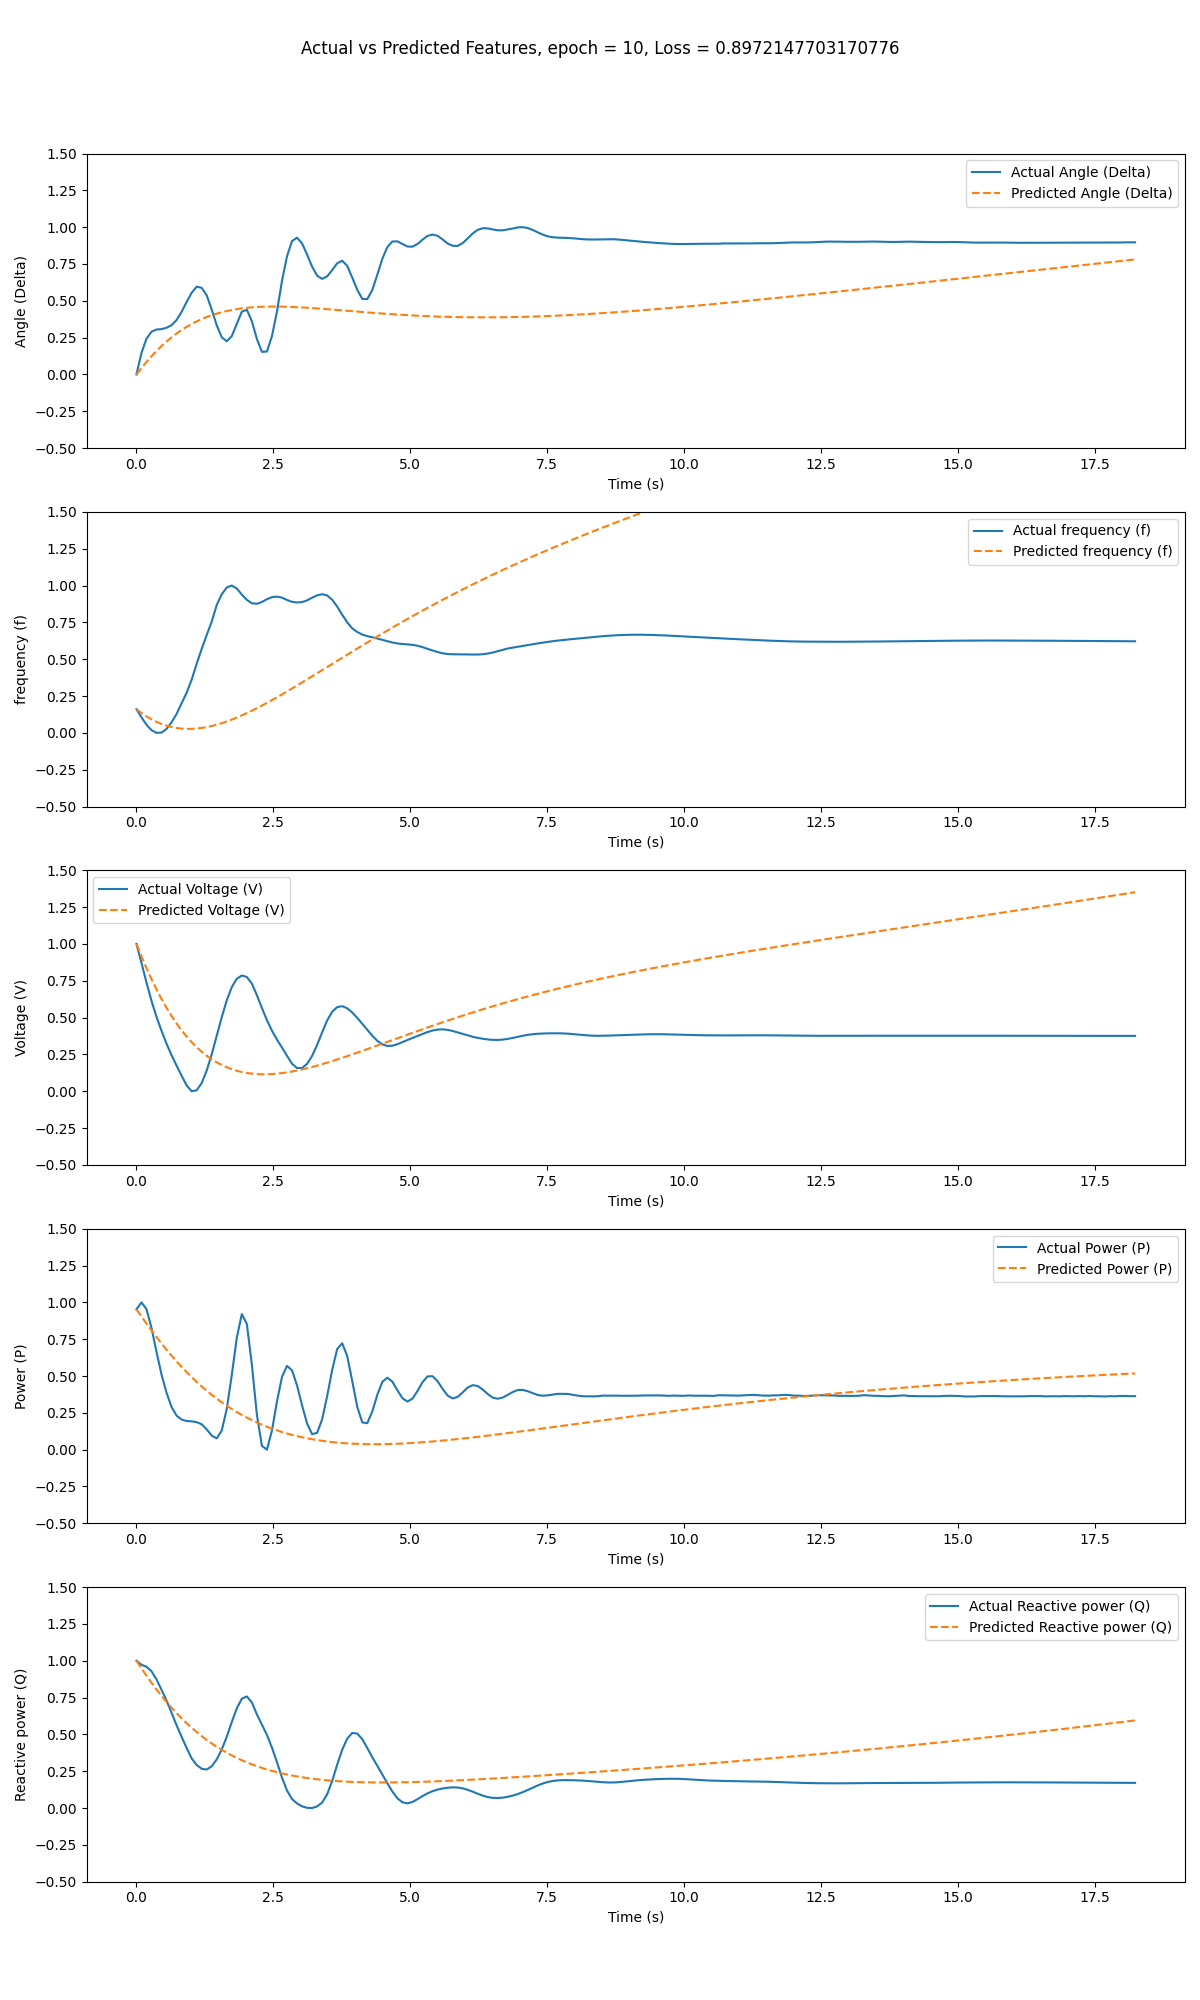 Actual vs Predicted Features, epoch = 10, Loss = 0.8972147703170776
1.50
1.25
1.00
0.75
0.50
0.25
0.00
−0.25
−0.50
Angle (Delta)
Actual Angle (Delta)
Predicted Angle (Delta)
0.0 2.5 5.0 7.5 10.0 12.5 15.0 17.5
Time (s)
1.50
1.25
1.00
0.75
0.50
0.25
0.00
−0.25
−0.50
frequency (f)
Actual frequency (f)
Predicted frequency (f)
0.0 2.5 5.0 7.5 10.0 12.5 15.0 17.5
Time (s)
1.50
1.25
1.00
0.75
0.50
0.25
0.00
−0.25
−0.50
Voltage (V)
Actual Voltage (V)
Predicted Voltage (V)
0.0 2.5 5.0 7.5 10.0 12.5 15.0 17.5
Time (s)
1.50
1.25
1.00
0.75
0.50
0.25
0.00
−0.25
−0.50
Power (P)
Actual Power (P)
Predicted Power (P)
0.0 2.5 5.0 7.5 10.0 12.5 15.0 17.5
Time (s)
1.50
1.25
1.00
0.75
0.50
0.25
0.00
−0.25
−0.50
Reactive power (Q)
Actual Reactive power (Q)
Predicted Reactive power (Q)
0.0 2.5 5.0 7.5 10.0 12.5 15.0 17.5
Time (s)